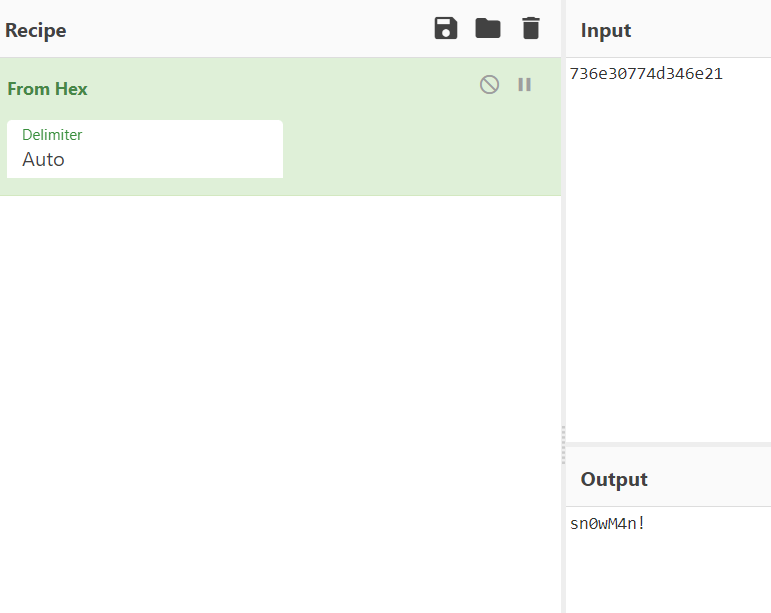 Recipe
From Hex
Delimiter
Auto
Input
736e30774d346e21
Output
sn0wM4n!